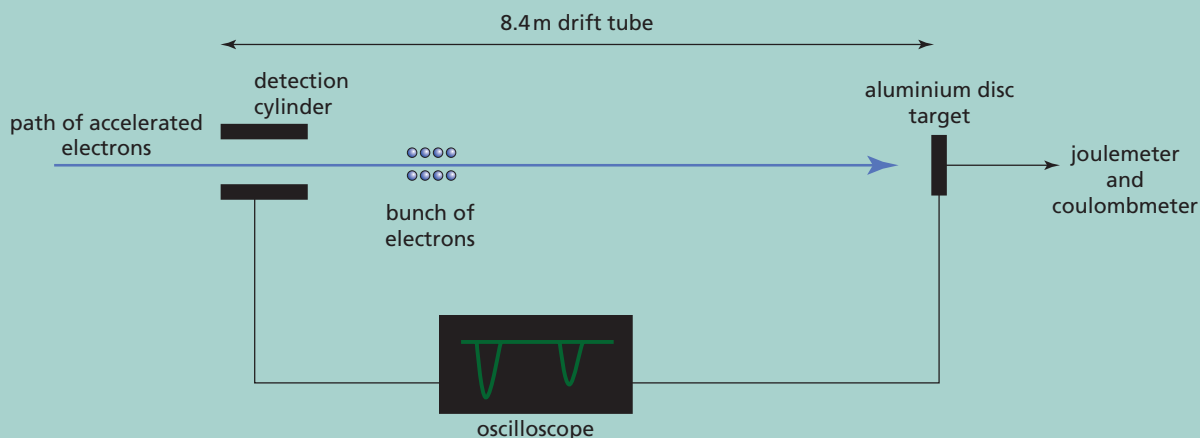 8.4 m drift tube
detection
cylinder
path of accelerated
electrons
bunch of
electrons
aluminium disc
target
joulemeter
and
coulombmeter
oscilloscope